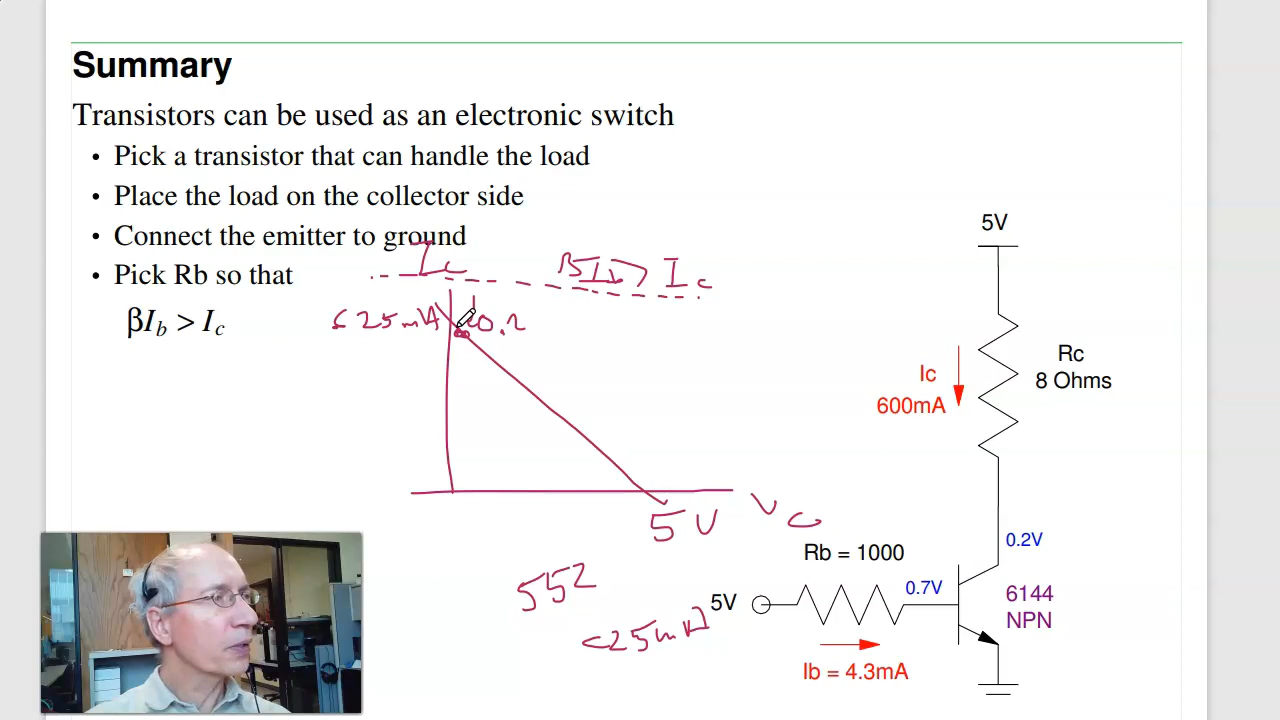 Summary
Transistors can be used as an electronic switch
• Pick a transistor that can handle the load
• Place the load on the collector side
• Connect the emitter to ground
• Pick Rb so that
βIb > Ic
Ic
βIb > Ic
625mA
0.2
5V
Vc
552
<25mA
5V
Rc
8 Ohms
Ic
600mA
0.2V
Rb = 1000
5V
0.7V
6144
NPN
Ib = 4.3mA